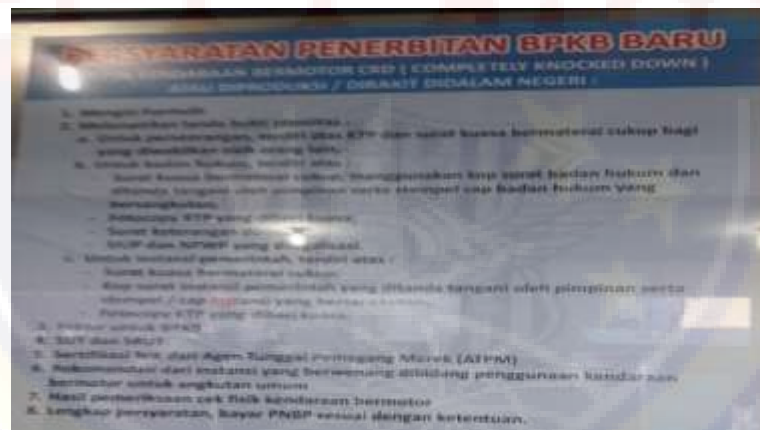 PERSYARATAN PENERBITAN BPKB BARU
KENDARAAN BERMOTOR CKD ( COMPLETELY KNOCKED DOWN )
ATAU DIPRODUKSI / DIRAKIT DIDALAM NEGERI :
1. Mengisi Formulir
2. Melampirkan tanda bukti identitas :
a. Untuk perseorangan, terdiri atas KTP dan surat kuasa bermaterai cukup bagi
yang diwakilkan oleh orang lain.
b. Untuk badan hukum, terdiri atas :
- Surat kuasa bermaterai cukup, menggunakan kop surat badan hukum dan
ditanda tangani oleh pimpinan serta stempel cap badan hukum yang
bersangkutan.
- Fotocopy KTP yang diberi kuasa.
- Surat keterangan
- SIUP dan NPWP yang dilegalisasi.
c. Untuk instansi pemerintah, terdiri atas :
- Surat kuasa bermaterai cukup.
- Kop surat instansi pemerintah yang ditanda tangani oleh pimpinan serta
stempel / cap instansi yang bersangkutan.
- Fotocopy KTP yang diberi kuasa.
3. Faktur untuk BPKB
4. SUT dan SRUT
5. Sertifikasi NIK dari Agen Tunggal Pemegang Merek (ATPM)
6. Rekomendasi dari instansi yang berwenang dibidang penggunaan kendaraan
bermotor untuk angkutan umum
7. Hasil pemeriksaan cek fisik kendaraan bermotor
8. Lengkap persyaratan, bayar PNBP sesuai dengan ketentuan.